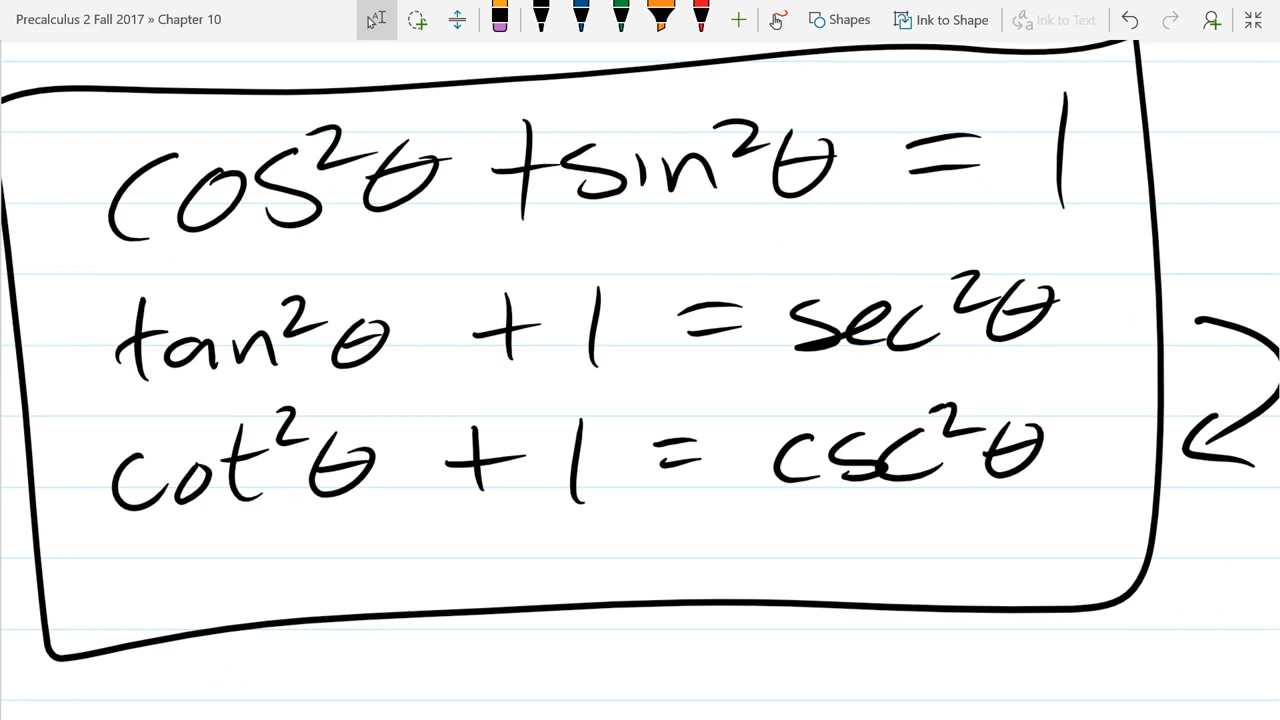 Precalculus 2 Fall 2017 » Chapter 10
Shapes
Ink to Shape
Ink to Text
cos²θ + sin²θ = 1
tan²θ + 1 = sec²θ
cot²θ + 1 = csc²θ